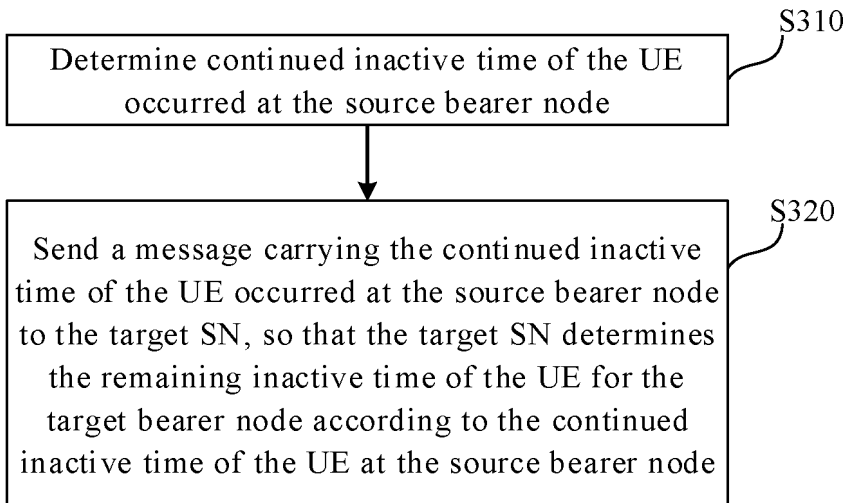 S310
Determine continued inactive time of the UE
occurred at the source bearer node
S320
Send a message carrying the continued inactive
time of the UE occurred at the source bearer node
to the target SN, so that the target SN determines
the remaining inactive time of the UE for the
target bearer node according to the continued
inactive time of the UE at the source bearer node